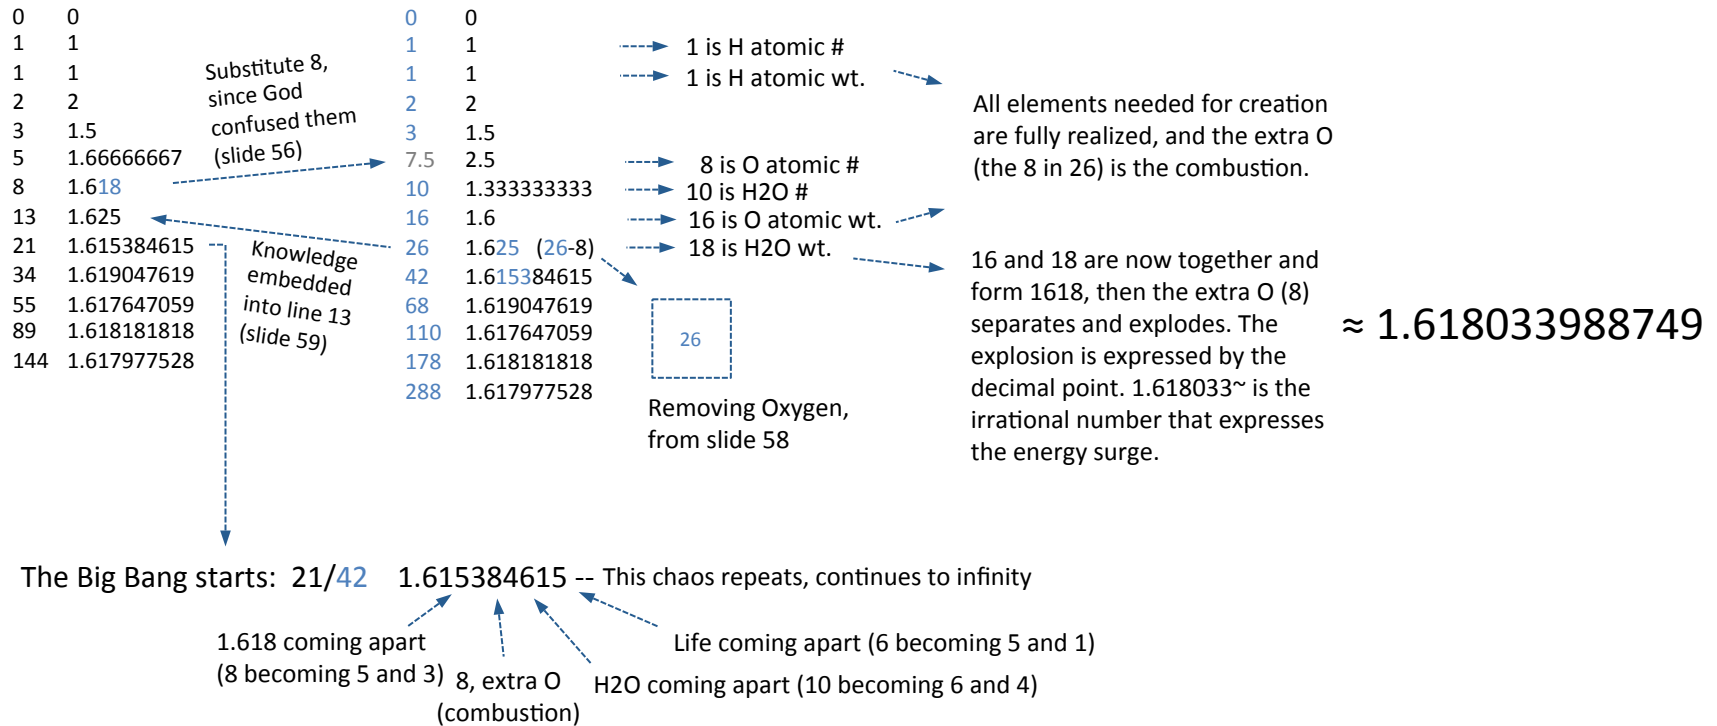 0 0
1 1
1 1
2 2
3 1.5
5 1.66666667
8 1.618
13 1.625
21 1.615384615
34 1.619047619
55 1.617647059
89 1.618181818
144 1.617977528
Substitute 8,
since God
confused them
(slide 56)
Knowledge
embedded
into line 13
(slide 59)
0 0
1 1
1 1
2 2
3 1.5
7.5 2.5
10 1.333333333
16 1.6
26 1.625 (26-8)
42 1.615384615
68 1.619047619
110 1.617647059
178 1.618181818
288 1.617977528
1 is H atomic #
1 is H atomic wt.
8 is O atomic #
10 is H2O #
16 is O atomic wt.
18 is H2O wt.
26
Removing Oxygen,
from slide 58
All elements needed for creation
are fully realized, and the extra O
(the 8 in 26) is the combustion.
16 and 18 are now together and
form 1618, then the extra O (8)
separates and explodes. The
explosion is expressed by the
decimal point. 1.618033~ is the
irrational number that expresses
the energy surge.
≈ 1.618033988749
The Big Bang starts: 21/42 1.615384615 -- This chaos repeats, continues to infinity
1.618 coming apart
(8 becoming 5 and 3)
8, extra O
(combustion)
H2O coming apart (10 becoming 6 and 4)
Life coming apart (6 becoming 5 and 1)